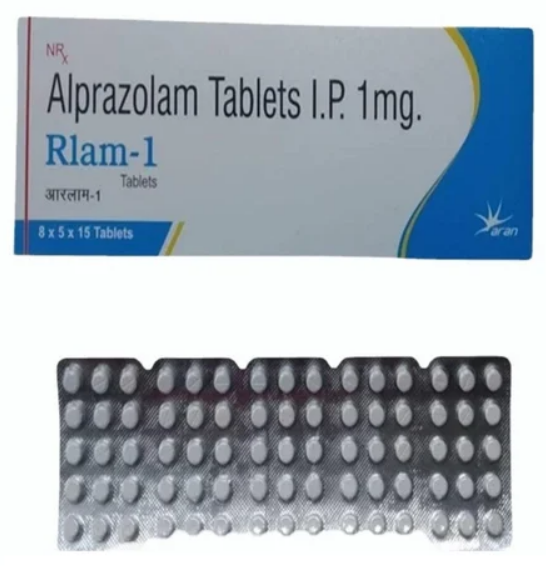 NRx
Alprazolam Tablets I.P. 1mg.
Rlam-1
Tablets
आरलाम-1
8 x 5 x 15 Tablets
aran